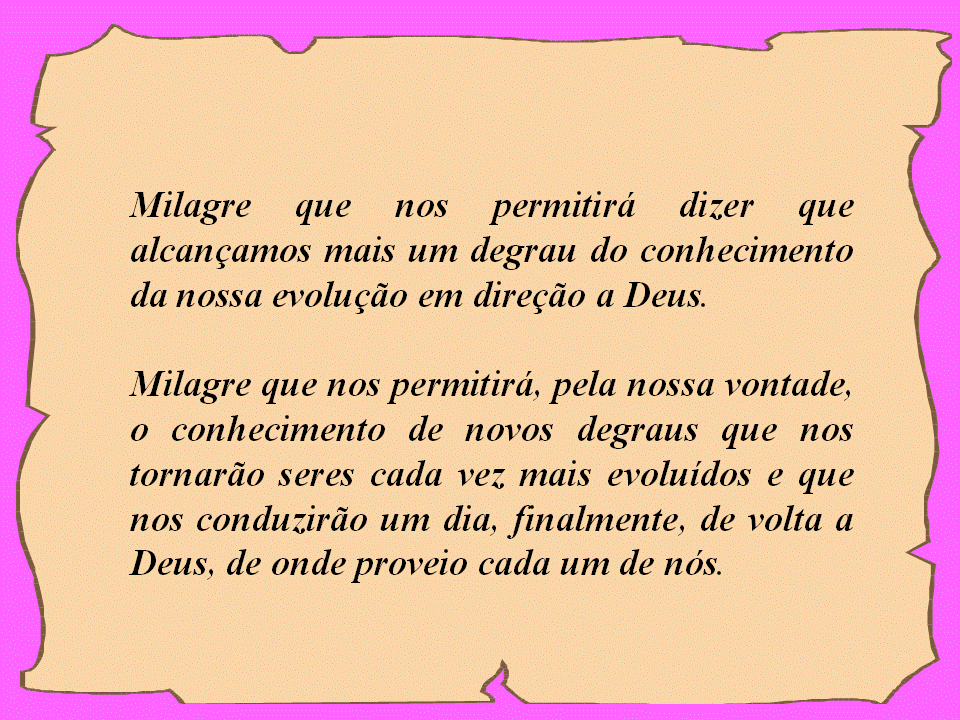 Milagre que nos permitirá dizer que
alcançamos mais um degrau do conhecimento
da nossa evolução em direção a Deus.
Milagre que nos permitirá, pela nossa vontade,
o conhecimento de novos degraus que nos
tornarão seres cada vez mais evoluídos e que
nos conduzirão um dia, finalmente, de volta a
Deus, de onde proveio cada um de nós.